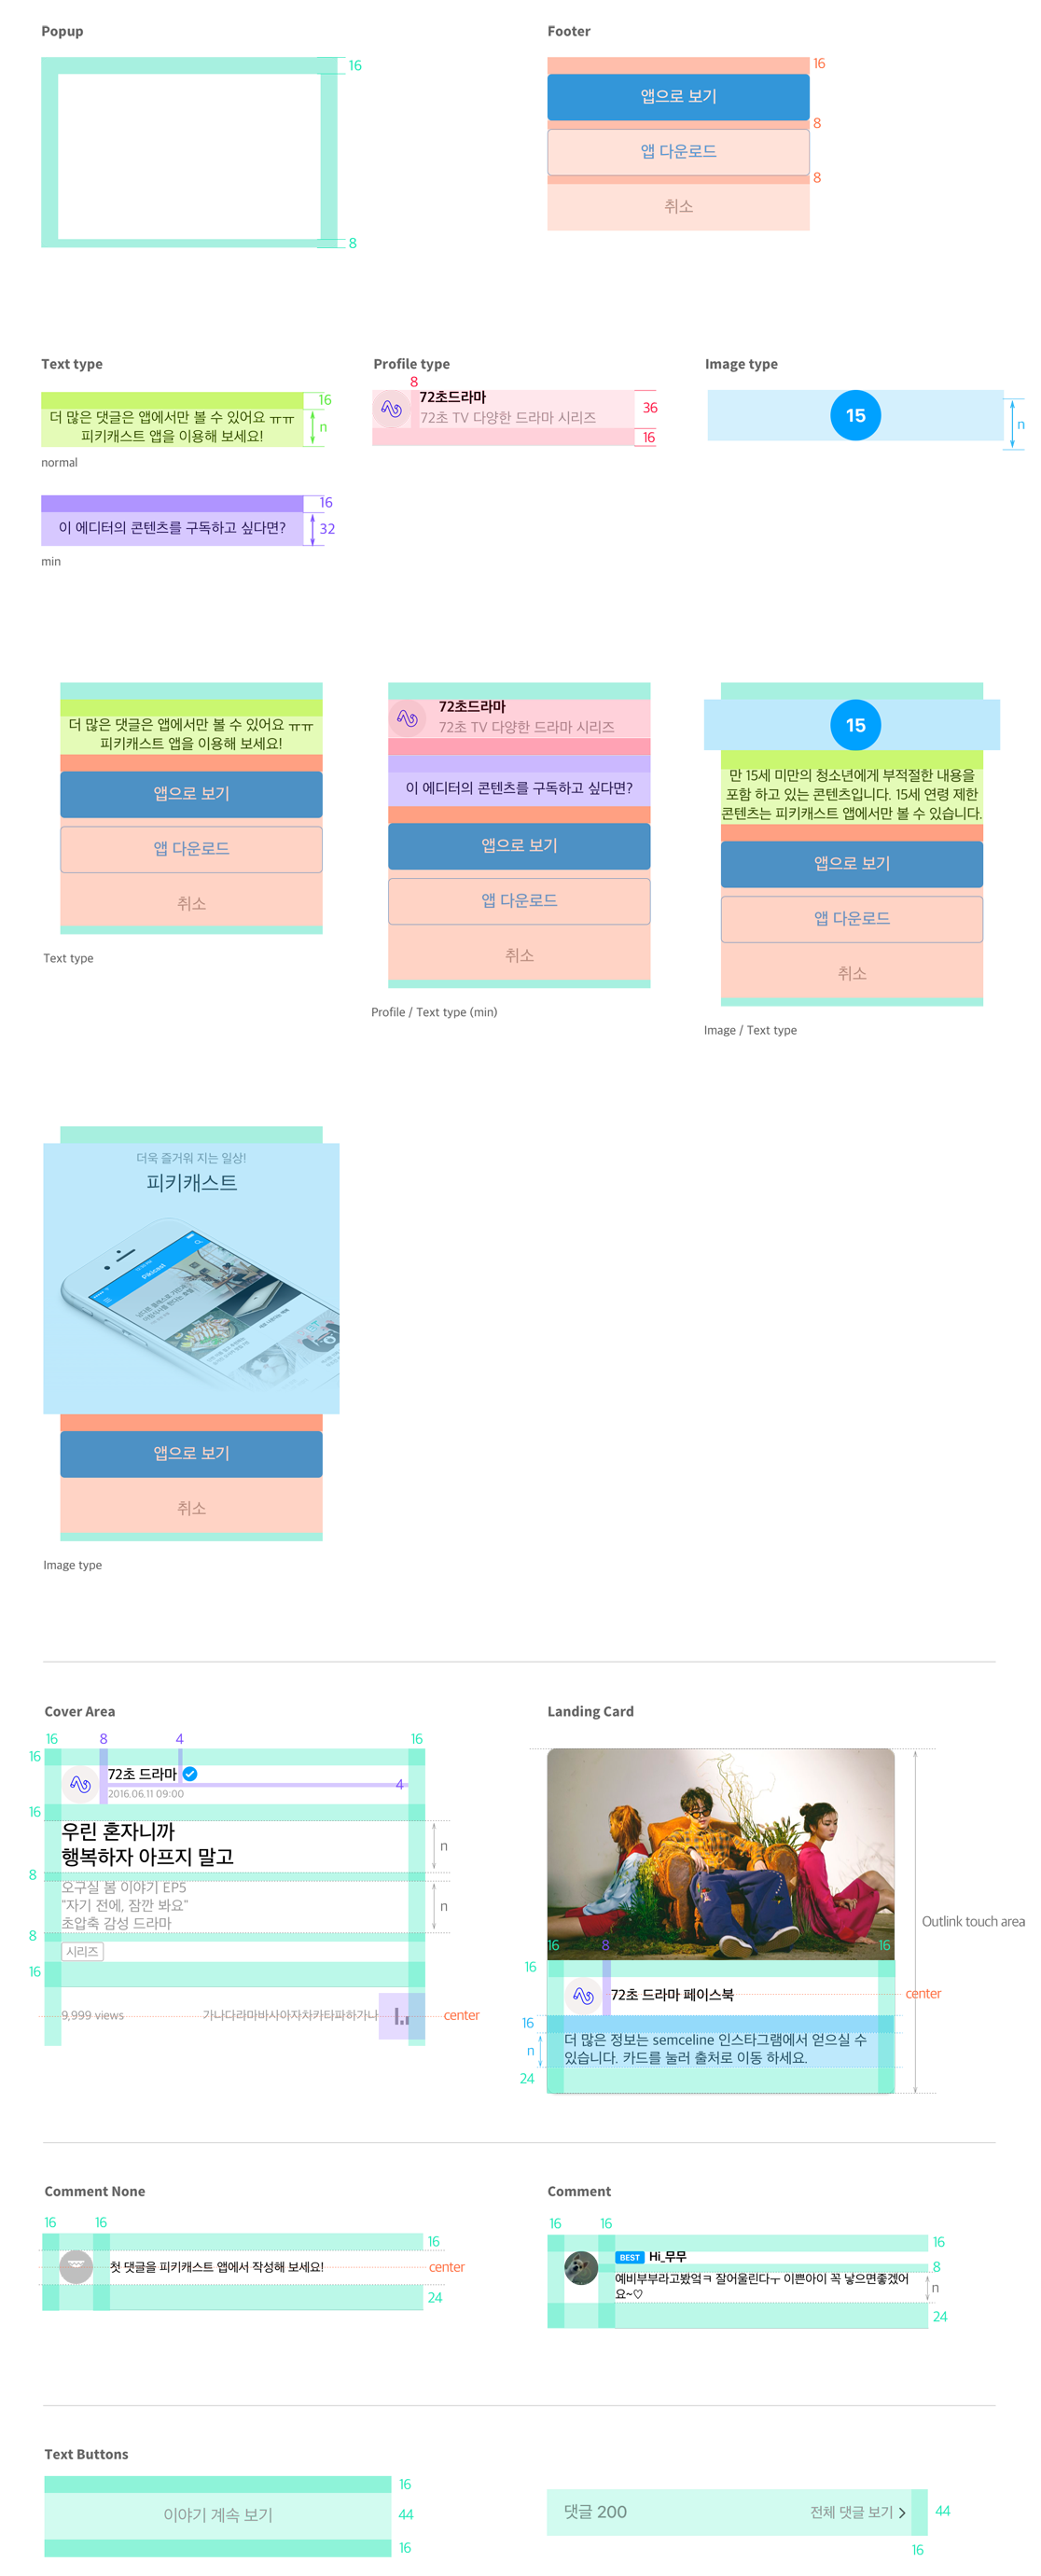 Popup
Footer
16
8
16
앱으로 보기
8
앱 다운로드
8
취소
Text type
Profile type
Image type
16
더 많은 댓글은 앱에서만 볼 수 있어요 ㅠㅠ
피키캐스트 앱을 이용해 보세요!
n
normal
8
72초드라마
72초 TV 다양한 드라마 시리즈
36
16
15
n
16
이 에디터의 콘텐츠를 구독하고 싶다면?
32
min
더 많은 댓글은 앱에서만 볼 수 있어요 ㅠㅠ
피키캐스트 앱을 이용해 보세요!
앱으로 보기
앱 다운로드
취소
Text type
72초드라마
72초 TV 다양한 드라마 시리즈
이 에디터의 콘텐츠를 구독하고 싶다면?
앱으로 보기
앱 다운로드
취소
Profile / Text type (min)
15
만 15세 미만의 청소년에게 부적절한 내용을
포함 하고 있는 콘텐츠입니다. 15세 연령 제한
콘텐츠는 피키캐스트 앱에서만 볼 수 있습니다.
앱으로 보기
앱 다운로드
취소
Image / Text type
더욱 즐거워 지는 일상!
피키캐스트
Pikicast
앱으로 보기
취소
Image type
Cover Area
16
8
4
16
16
72초 드라마
4
2016.06.11 09:00
16
우린 혼자니까
행복하자 아프지 말고
n
8
오구실 봄 이야기 EP5
"자기 전에, 잠깐 봐요"
초압축 감성 드라마
n
8
시리즈
16
9,999 views
가나다라마바사아자차카타파하가나
center
Landing Card
Outlink touch area
16
8
16
16
72초 드라마 페이스북
center
16
더 많은 정보는 semceline 인스타그램에서 얻으실 수
있습니다. 카드를 눌러 출처로 이동 하세요.
n
24
Comment None
16
16
16
첫 댓글을 피키캐스트 앱에서 작성해 보세요!
center
24
Comment
16
16
16
BEST Hi_무무
8
예비부부라고봤엌ㅋ 잘어울린다ㅜ 이쁜아이 꼭 낳으면좋겠어
요~♡
n
24
Text Buttons
16
이야기 계속 보기
44
16
댓글 200
전체 댓글 보기
44
16